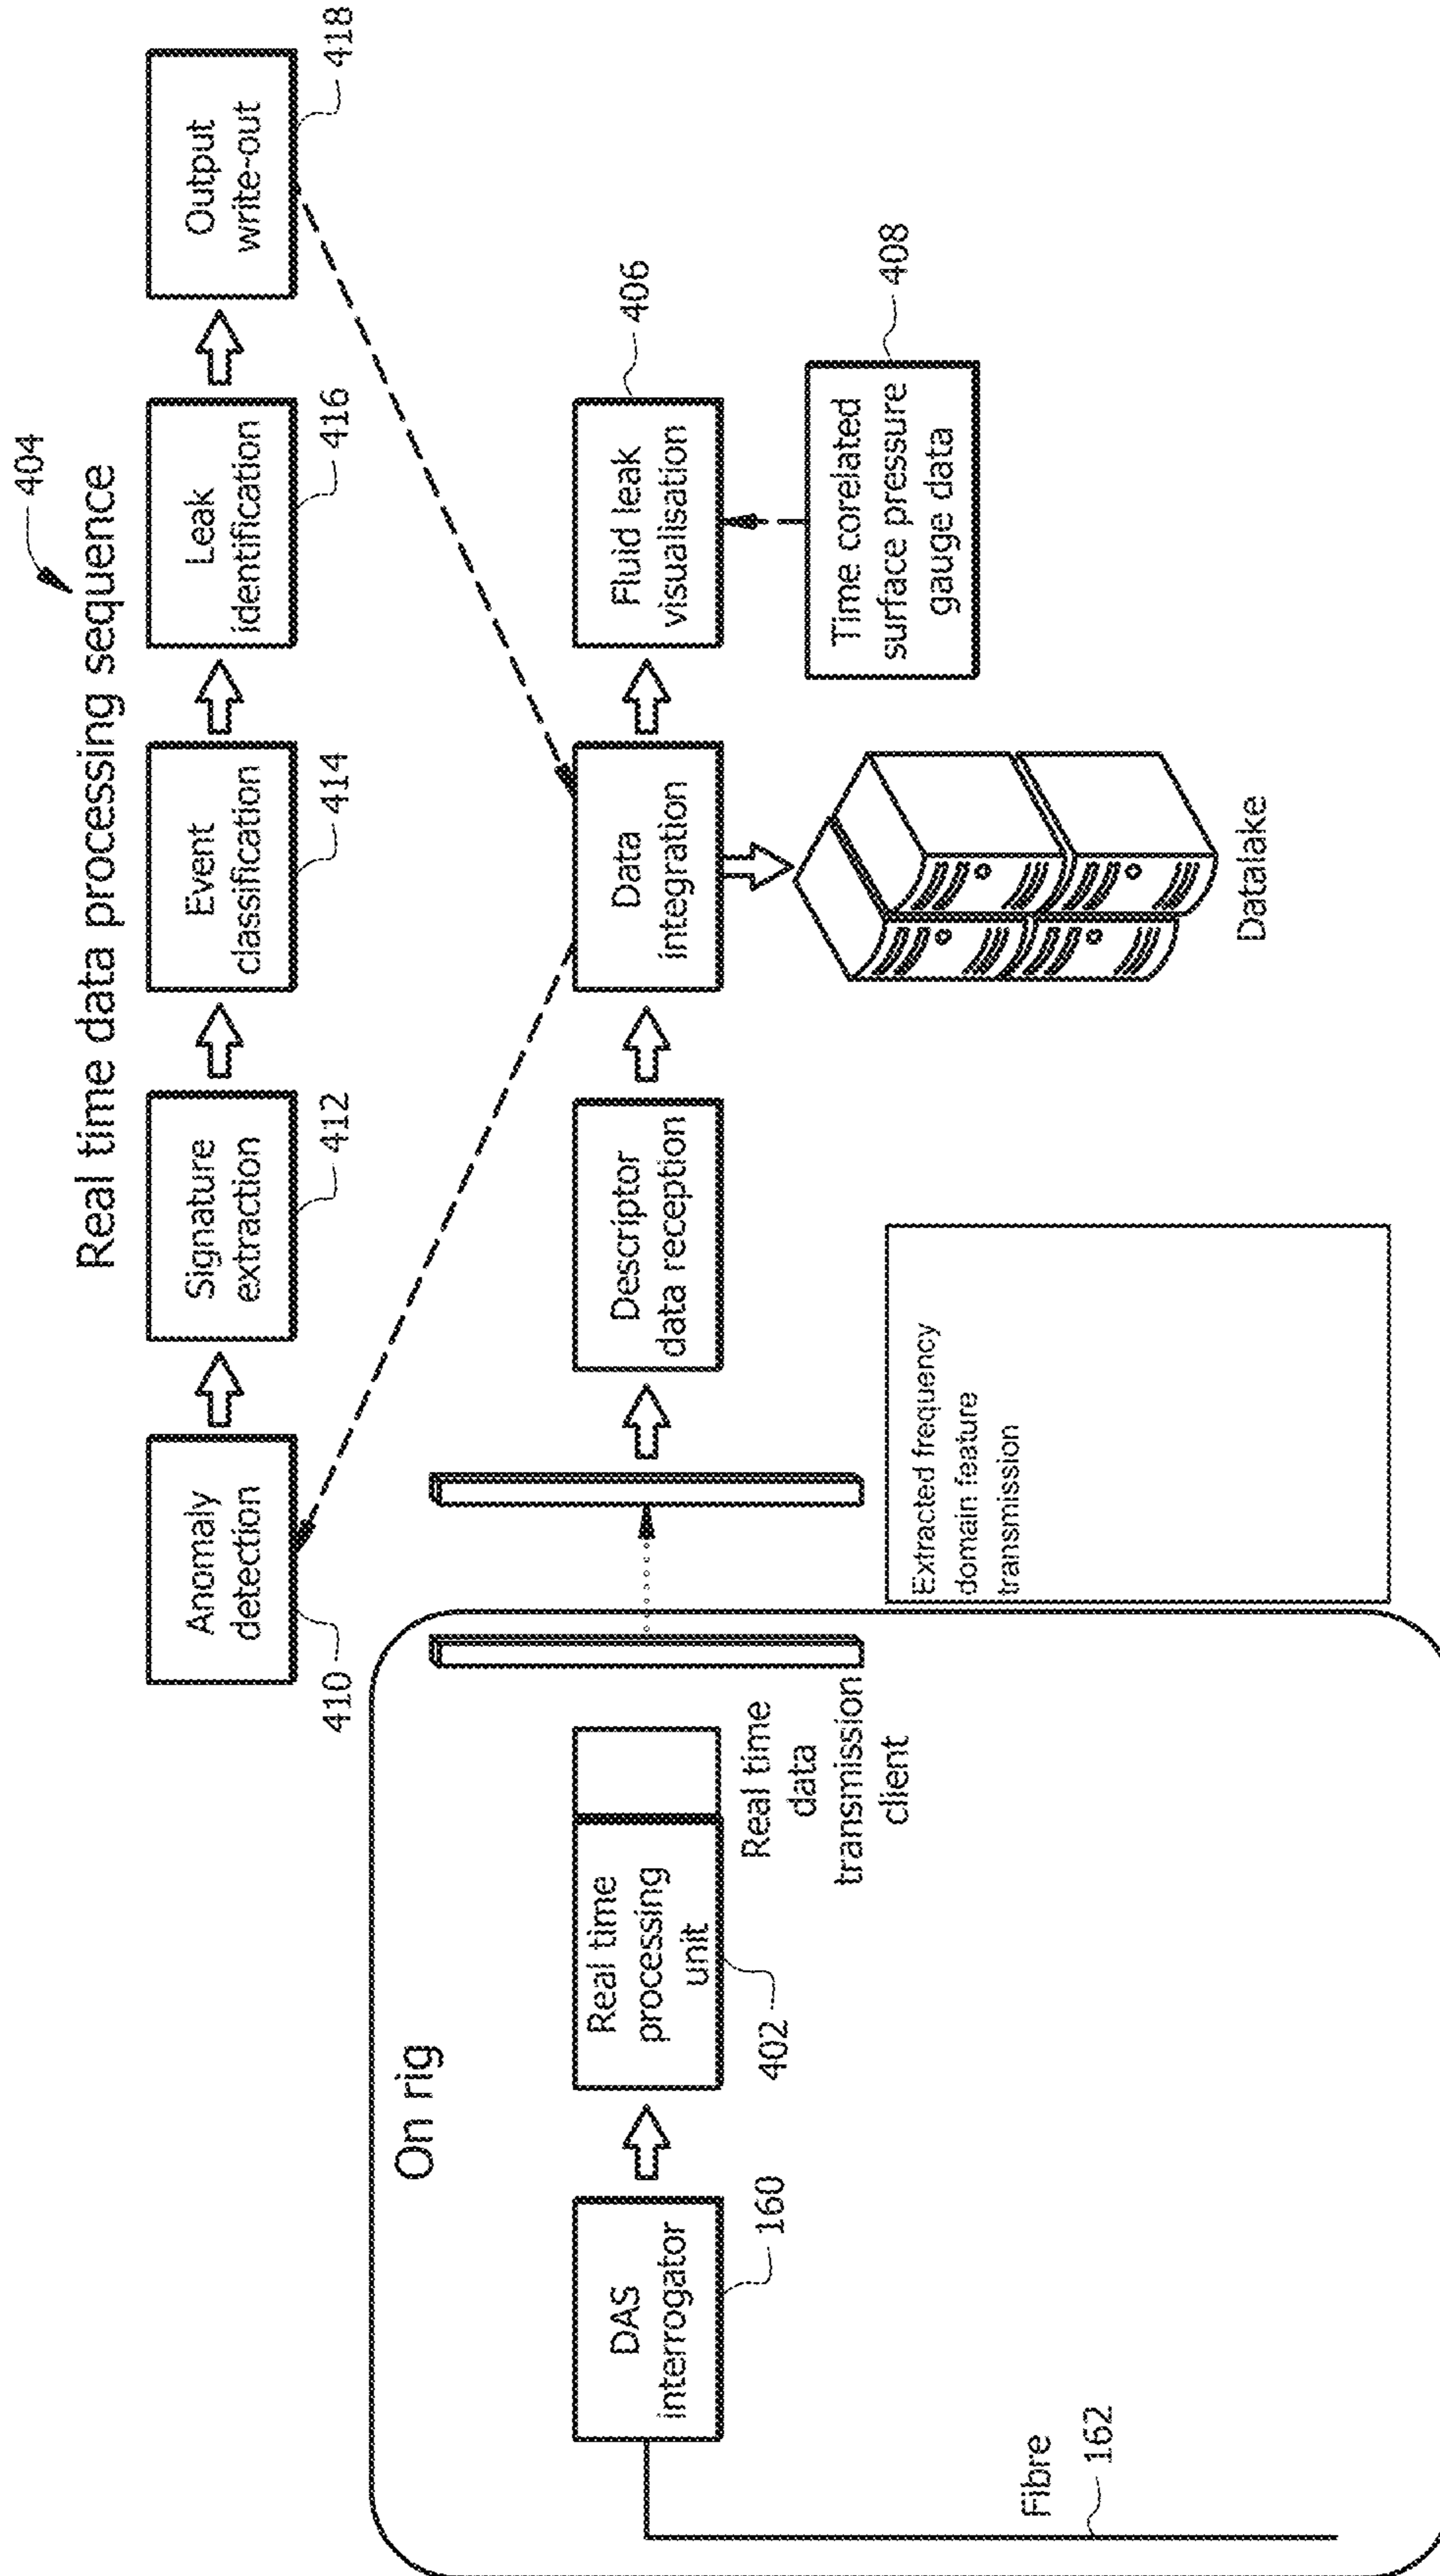 Real time data processing sequence
404
Anomaly
detection
410
Signature
extraction
412
Event
classification
414
Leak
identification
416
Output
write-out
418
On rig
DAS
interrogator
160
Real time
processing
unit
402
Real time
data
transmission
client
Descriptor
data reception
Data
integration
Fluid leak
visualisation
406
Time corelated
surface pressure
gauge data
408
Fibre
162
Extracted frequency
domain feature
transmission
Datalake